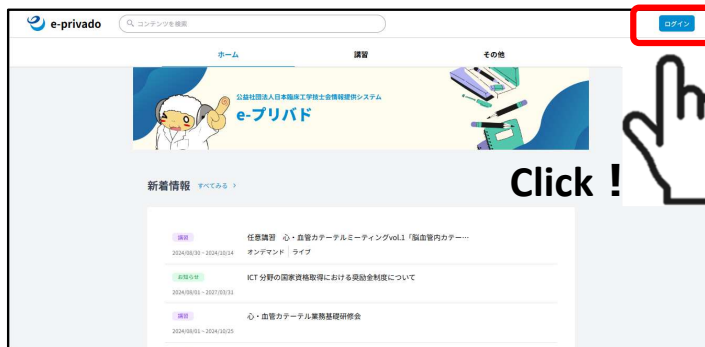 e-privado
コンテンツを検索
ログイン
ホーム
講習
その他
公益社団法人日本臨床工学技士会情報提供システム
e-プリバド
Click !
新着情報 すべてみる
講習
任意講習 心・血管カテーテルミーティングvol.1「脳血管内カテー…
2024/08/30 - 2024/10/14 オンデマンド ライブ
お知らせ
ICT 分野の国家資格取得における奨励金制度について
2024/08/01 - 2027/03/31
講習
心・血管カテーテル業務基礎研修会
2024/08/01 - 2024/10/25